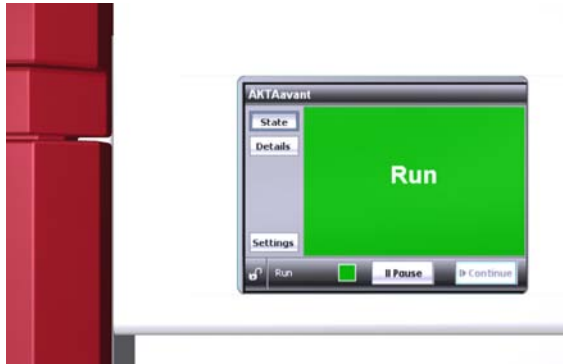 AKTAavant
State
Details
Run
Settings
Run
II Pause
Continue